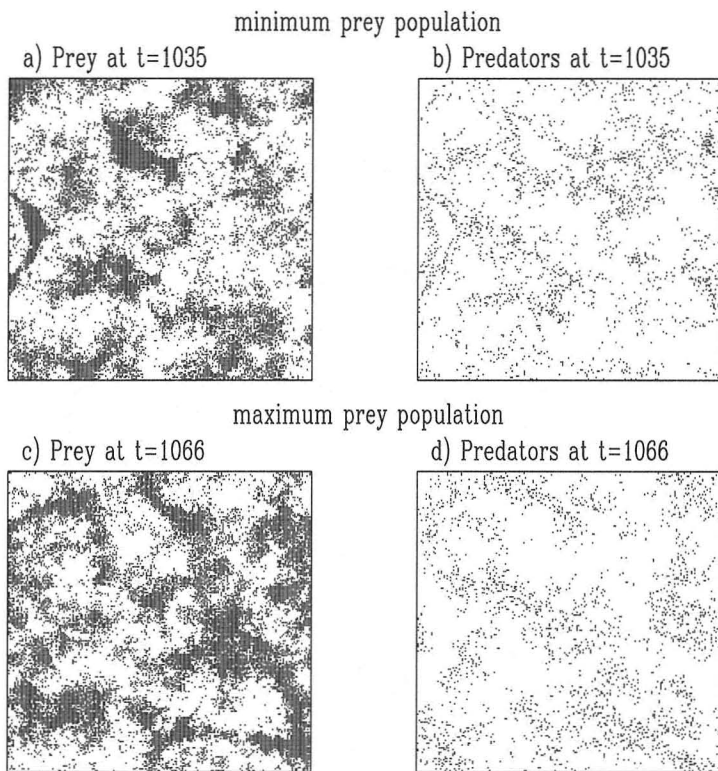 minimum prey population
a) Prey at t=1035
b) Predators at t=1035
maximum prey population
c) Prey at t=1066
d) Predators at t=1066